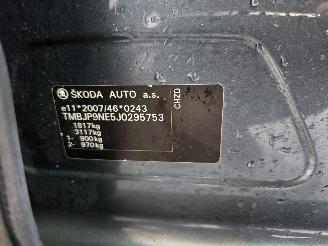 ŠKODA AUTO a.s.
e11*2007/46*0243
TMBJP9NE5J0295753
1817kg
3117kg
1- 900kg
2- 970kg
CHZD